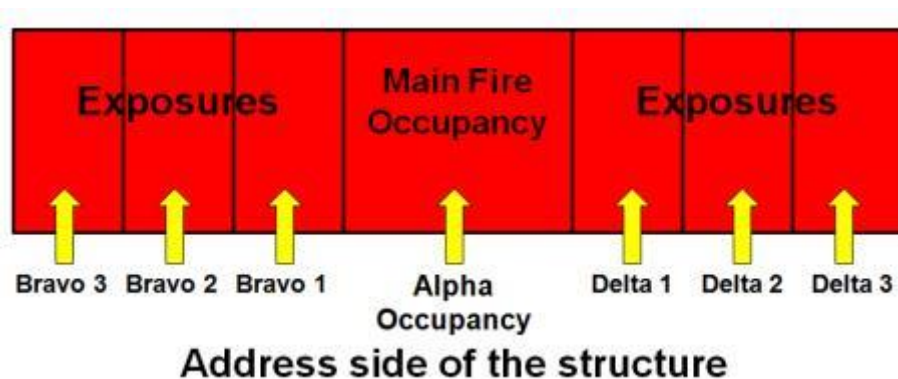 Exposures
Main Fire
Occupancy
Exposures
Bravo 3
Bravo 2
Bravo 1
Alpha
Occupancy
Delta 1
Delta 2
Delta 3
Address side of the structure